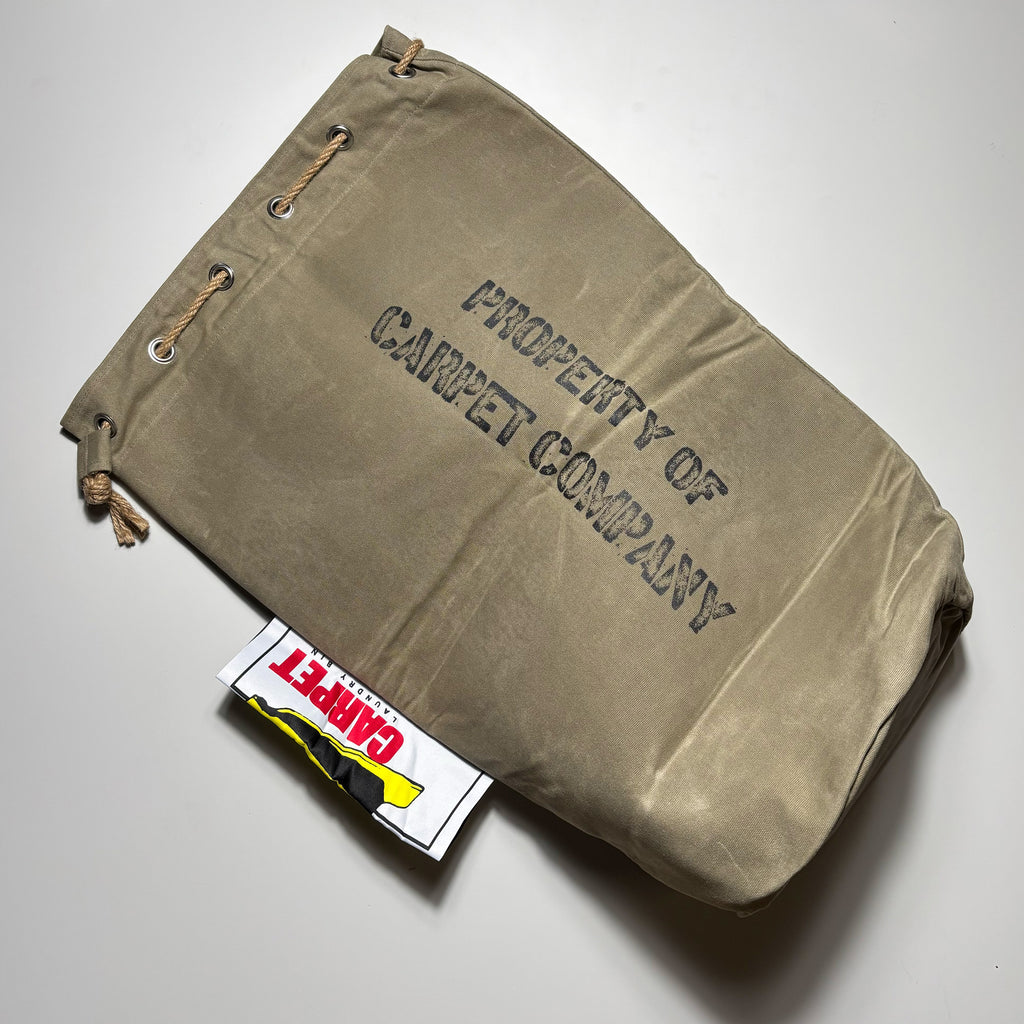 PROPERTY OF
CARPET COMPANY
CARPET
LAUNDRY BIN